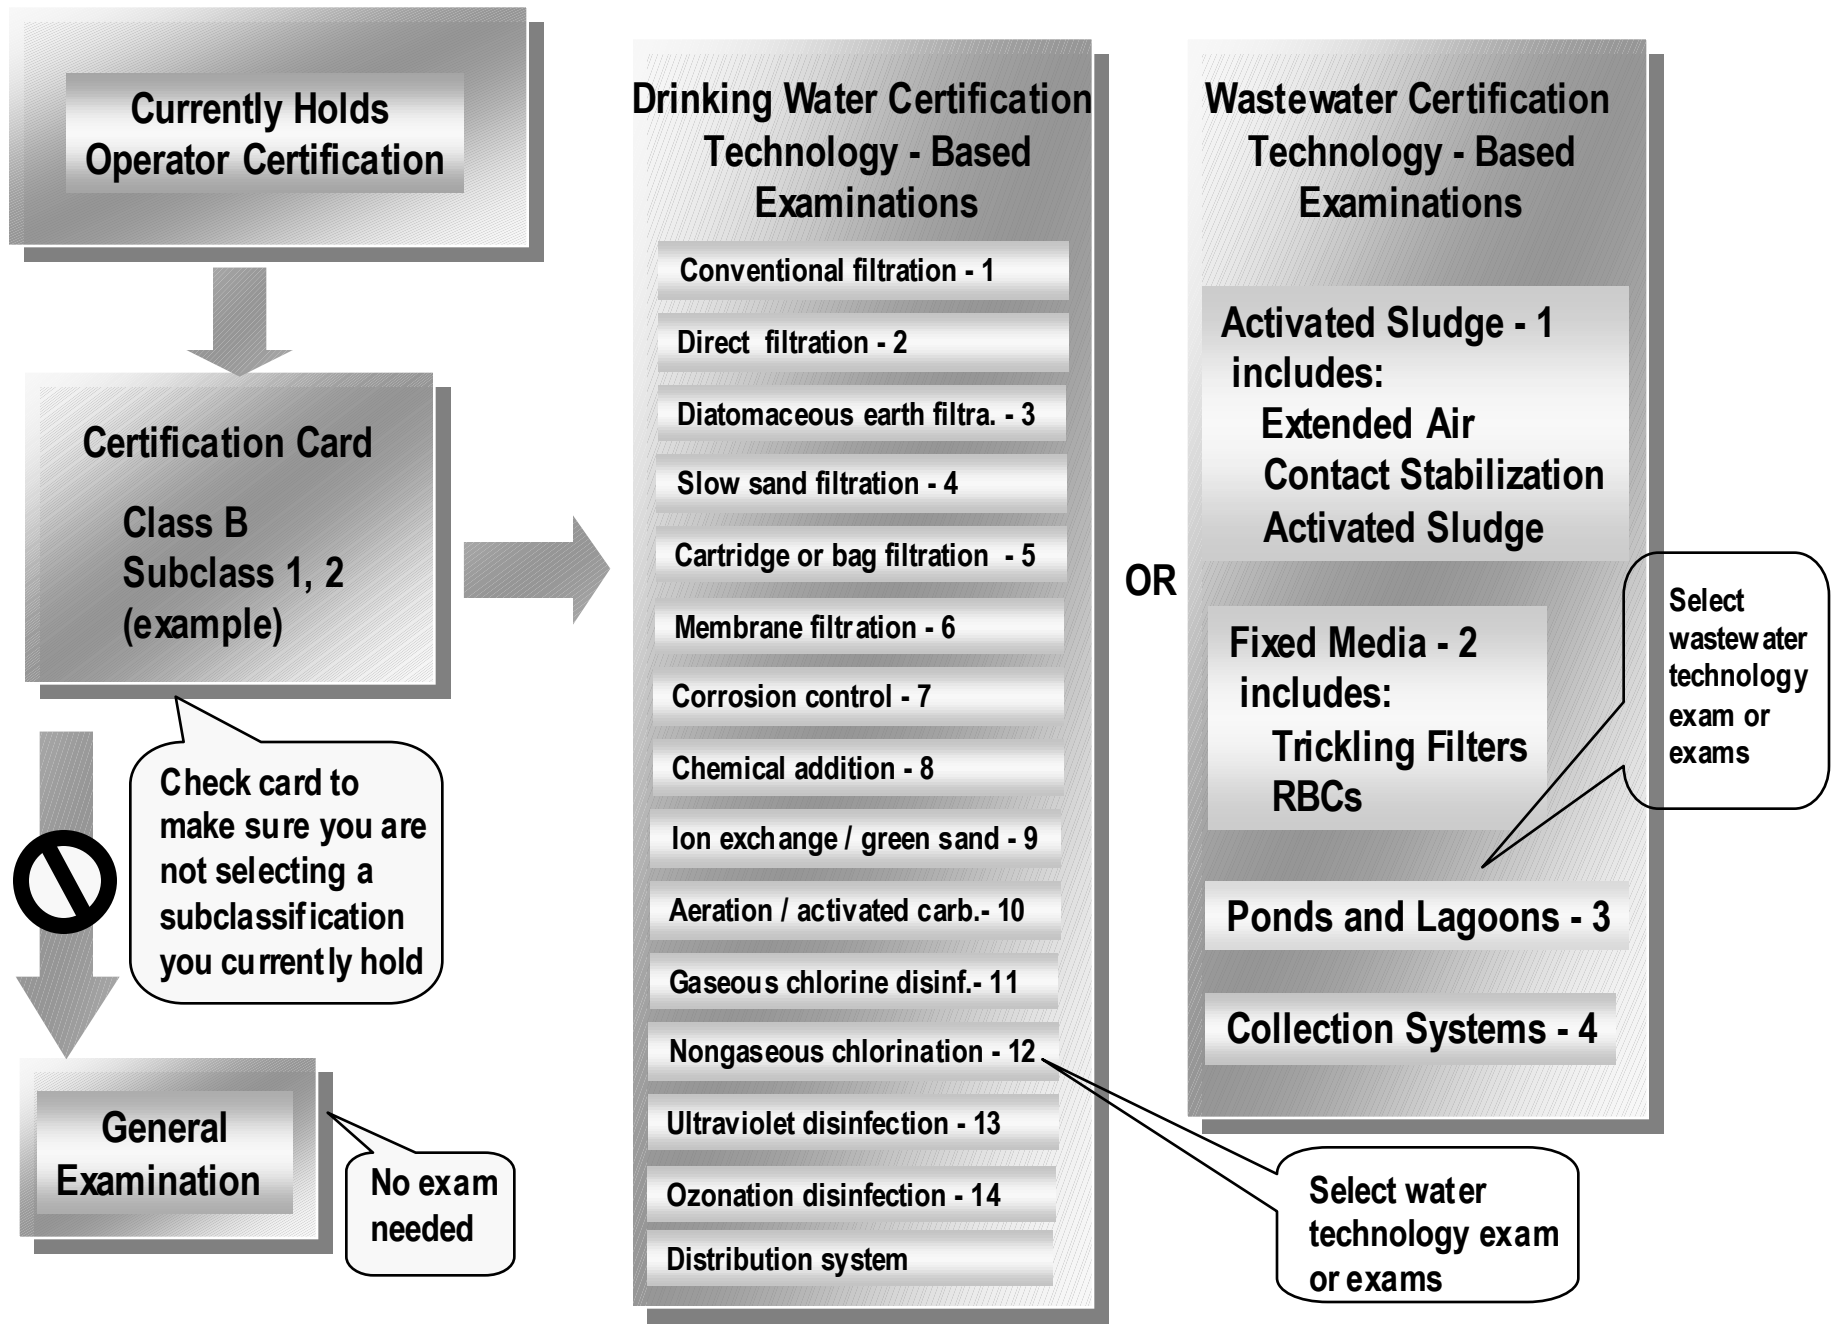 Currently Holds
Operator Certification
Certification Card
Class B
Subclass 1, 2
(example)
Check card to
make sure you are
not selecting a
subclassification
you currently hold
General
Examination
No exam
needed
Drinking Water Certification
Technology - Based
Examinations
Conventional filtration - 1
Direct filtration - 2
Diatomaceous earth filtra. - 3
Slow sand filtration - 4
Cartridge or bag filtration - 5
Membrane filtration - 6
Corrosion control - 7
Chemical addition - 8
Ion exchange / green sand - 9
Aeration / activated carb.- 10
Gaseous chlorine disinf.- 11
Nongaseous chlorination - 12
Ultraviolet disinfection - 13
Ozonation disinfection - 14
Distribution system
Select water
technology exam
or exams
OR
Wastewater Certification
Technology - Based
Examinations
Activated Sludge - 1
includes:
Extended Air
Contact Stabilization
Activated Sludge
Fixed Media - 2
includes:
Trickling Filters
RBCs
Ponds and Lagoons - 3
Collection Systems - 4
Select
wastewater
technology
exam or
exams